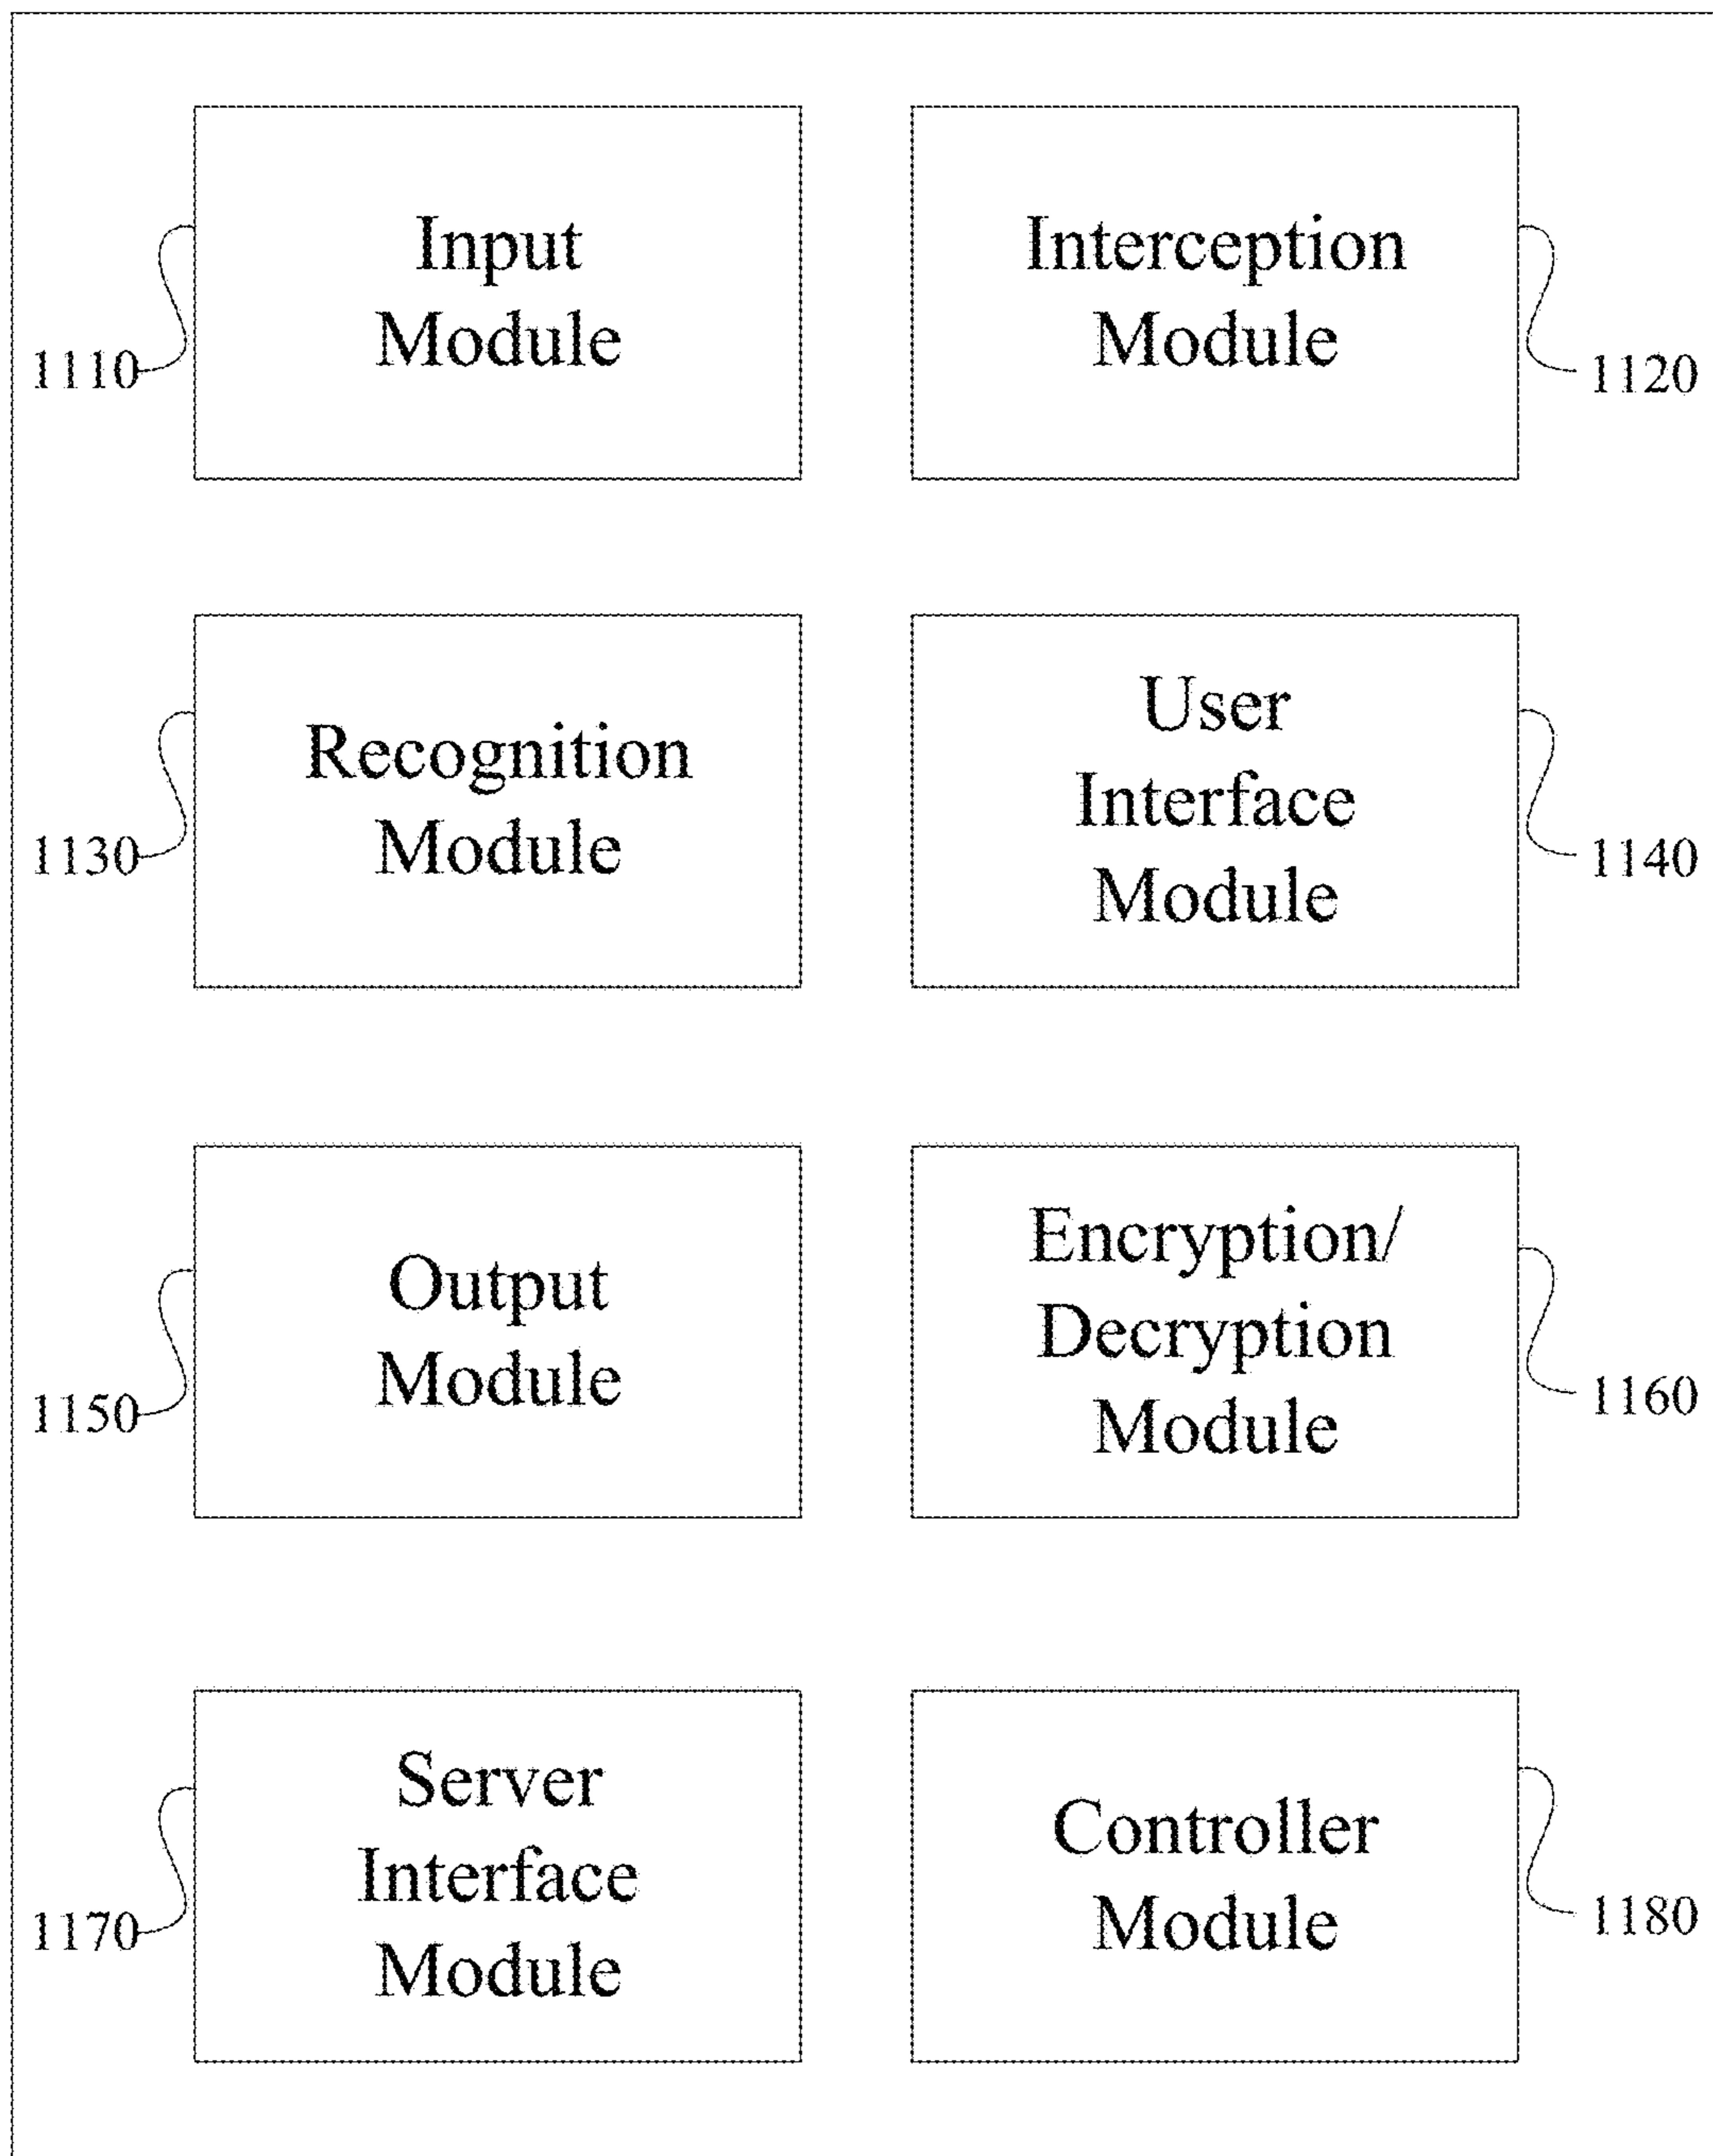 Input
Module
1110
Interception
Module
1120
Recognition
Module
1130
User
Interface
Module
1140
Output
Module
1150
Encryption/
Decryption
Module
1160
Server
Interface
Module
1170
Controller
Module
1180